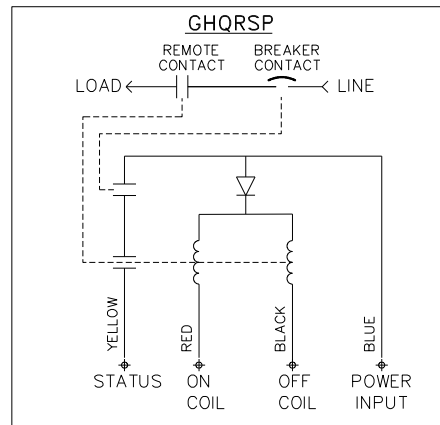 GHQRSP
REMOTE CONTACT
BREAKER CONTACT
LOAD
LINE
YELLOW
RED
BLACK
BLUE
STATUS
ON COIL
OFF COIL
POWER INPUT